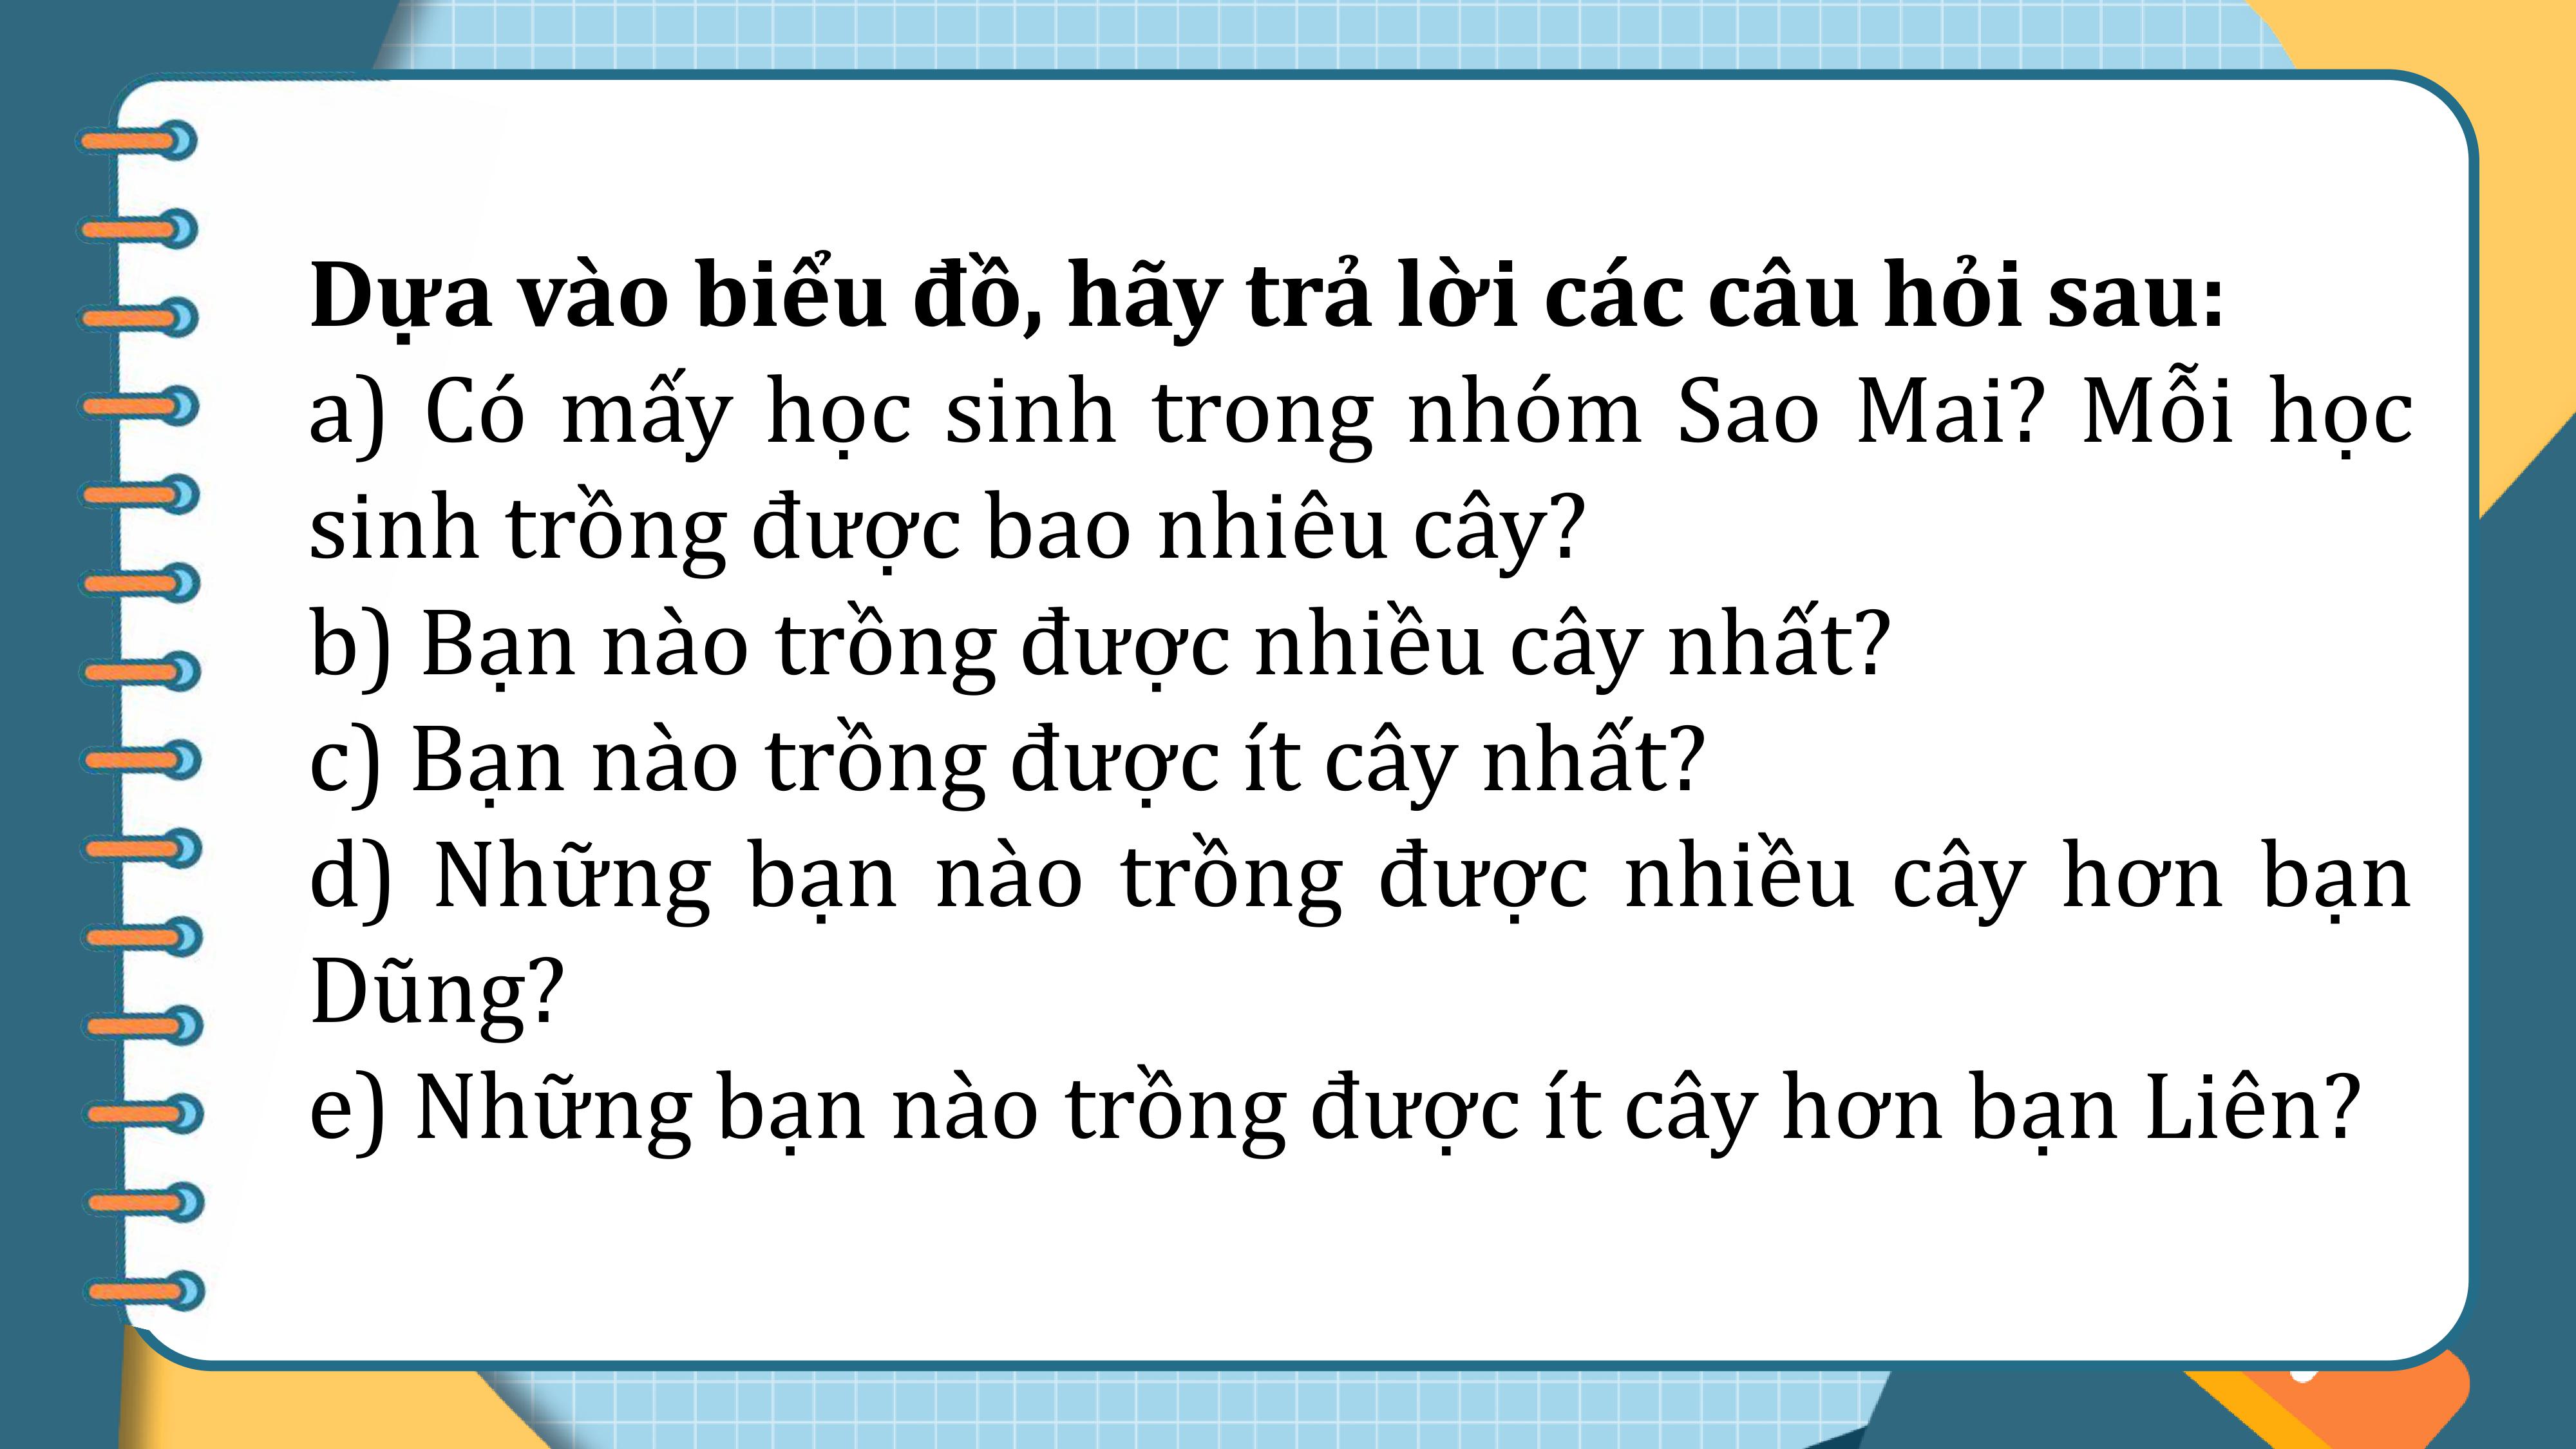 Dựa vào biểu đồ, hãy trả lời các câu hỏi sau:
a) Có mấy học sinh trong nhóm Sao Mai? Mỗi học
sinh trồng được bao nhiêu cây?
b) Bạn nào trồng được nhiều cây nhất?
c) Bạn nào trồng được ít cây nhất?
d) Những bạn nào trồng được nhiều cây hơn bạn
Dũng?
e) Những bạn nào trồng được ít cây hơn bạn Liên?